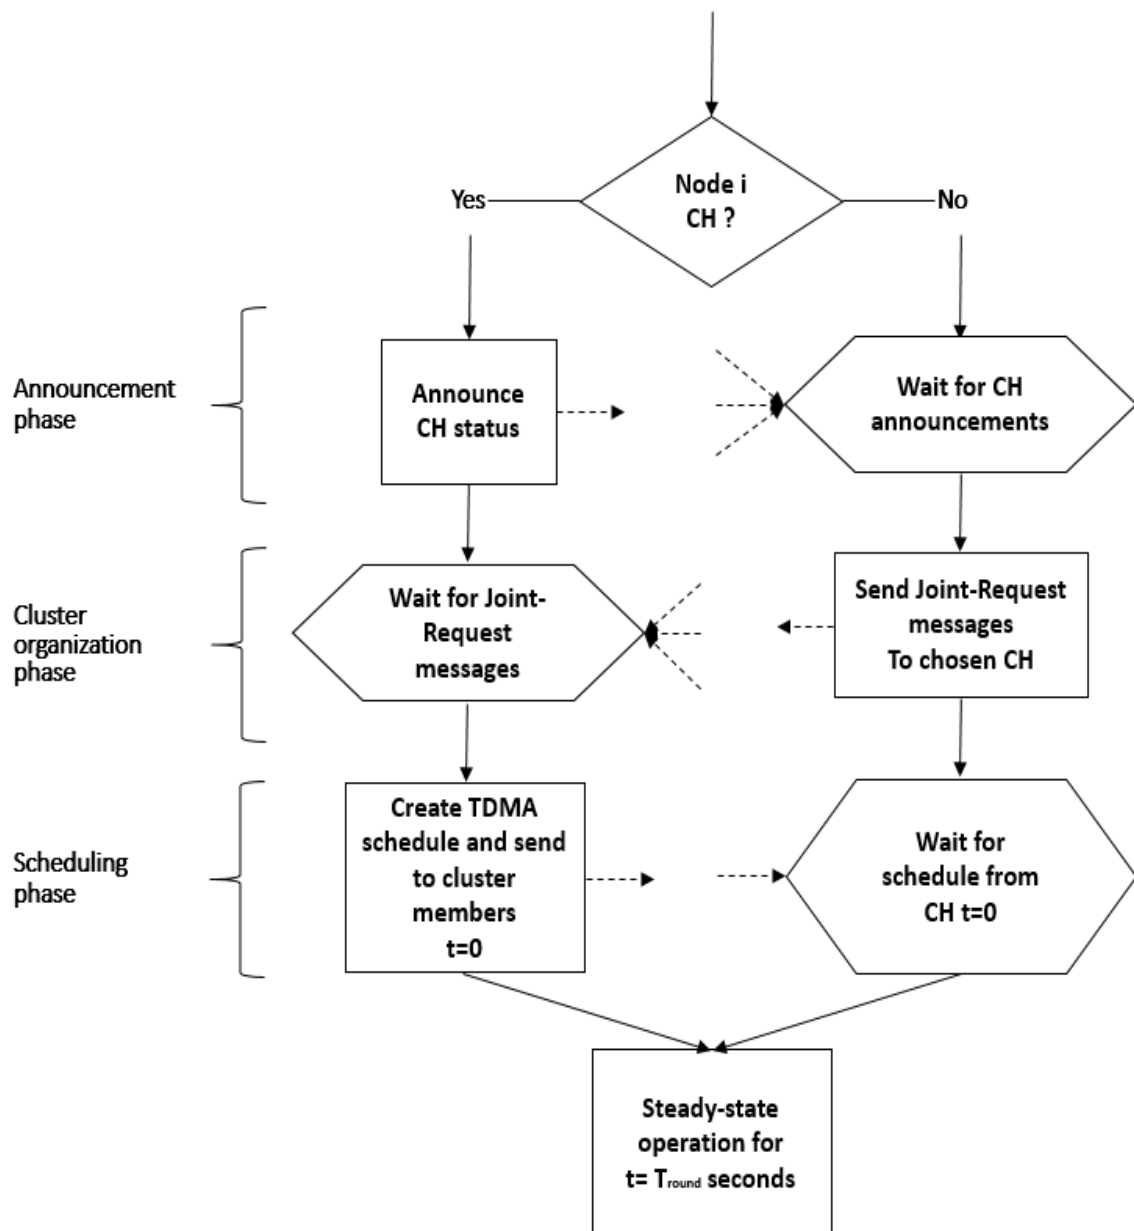 Node i
CH ?
Yes
No
Announcement
phase
Announce
CH status
Wait for CH
announcements
Cluster
organization
phase
Wait for Joint-
Request
messages
Send Joint-Request
messages
To chosen CH
Scheduling
phase
Create TDMA
schedule and send
to cluster
members
t=0
Wait for
schedule from
CH t=0
Steady-state
operation for
t= Tround seconds